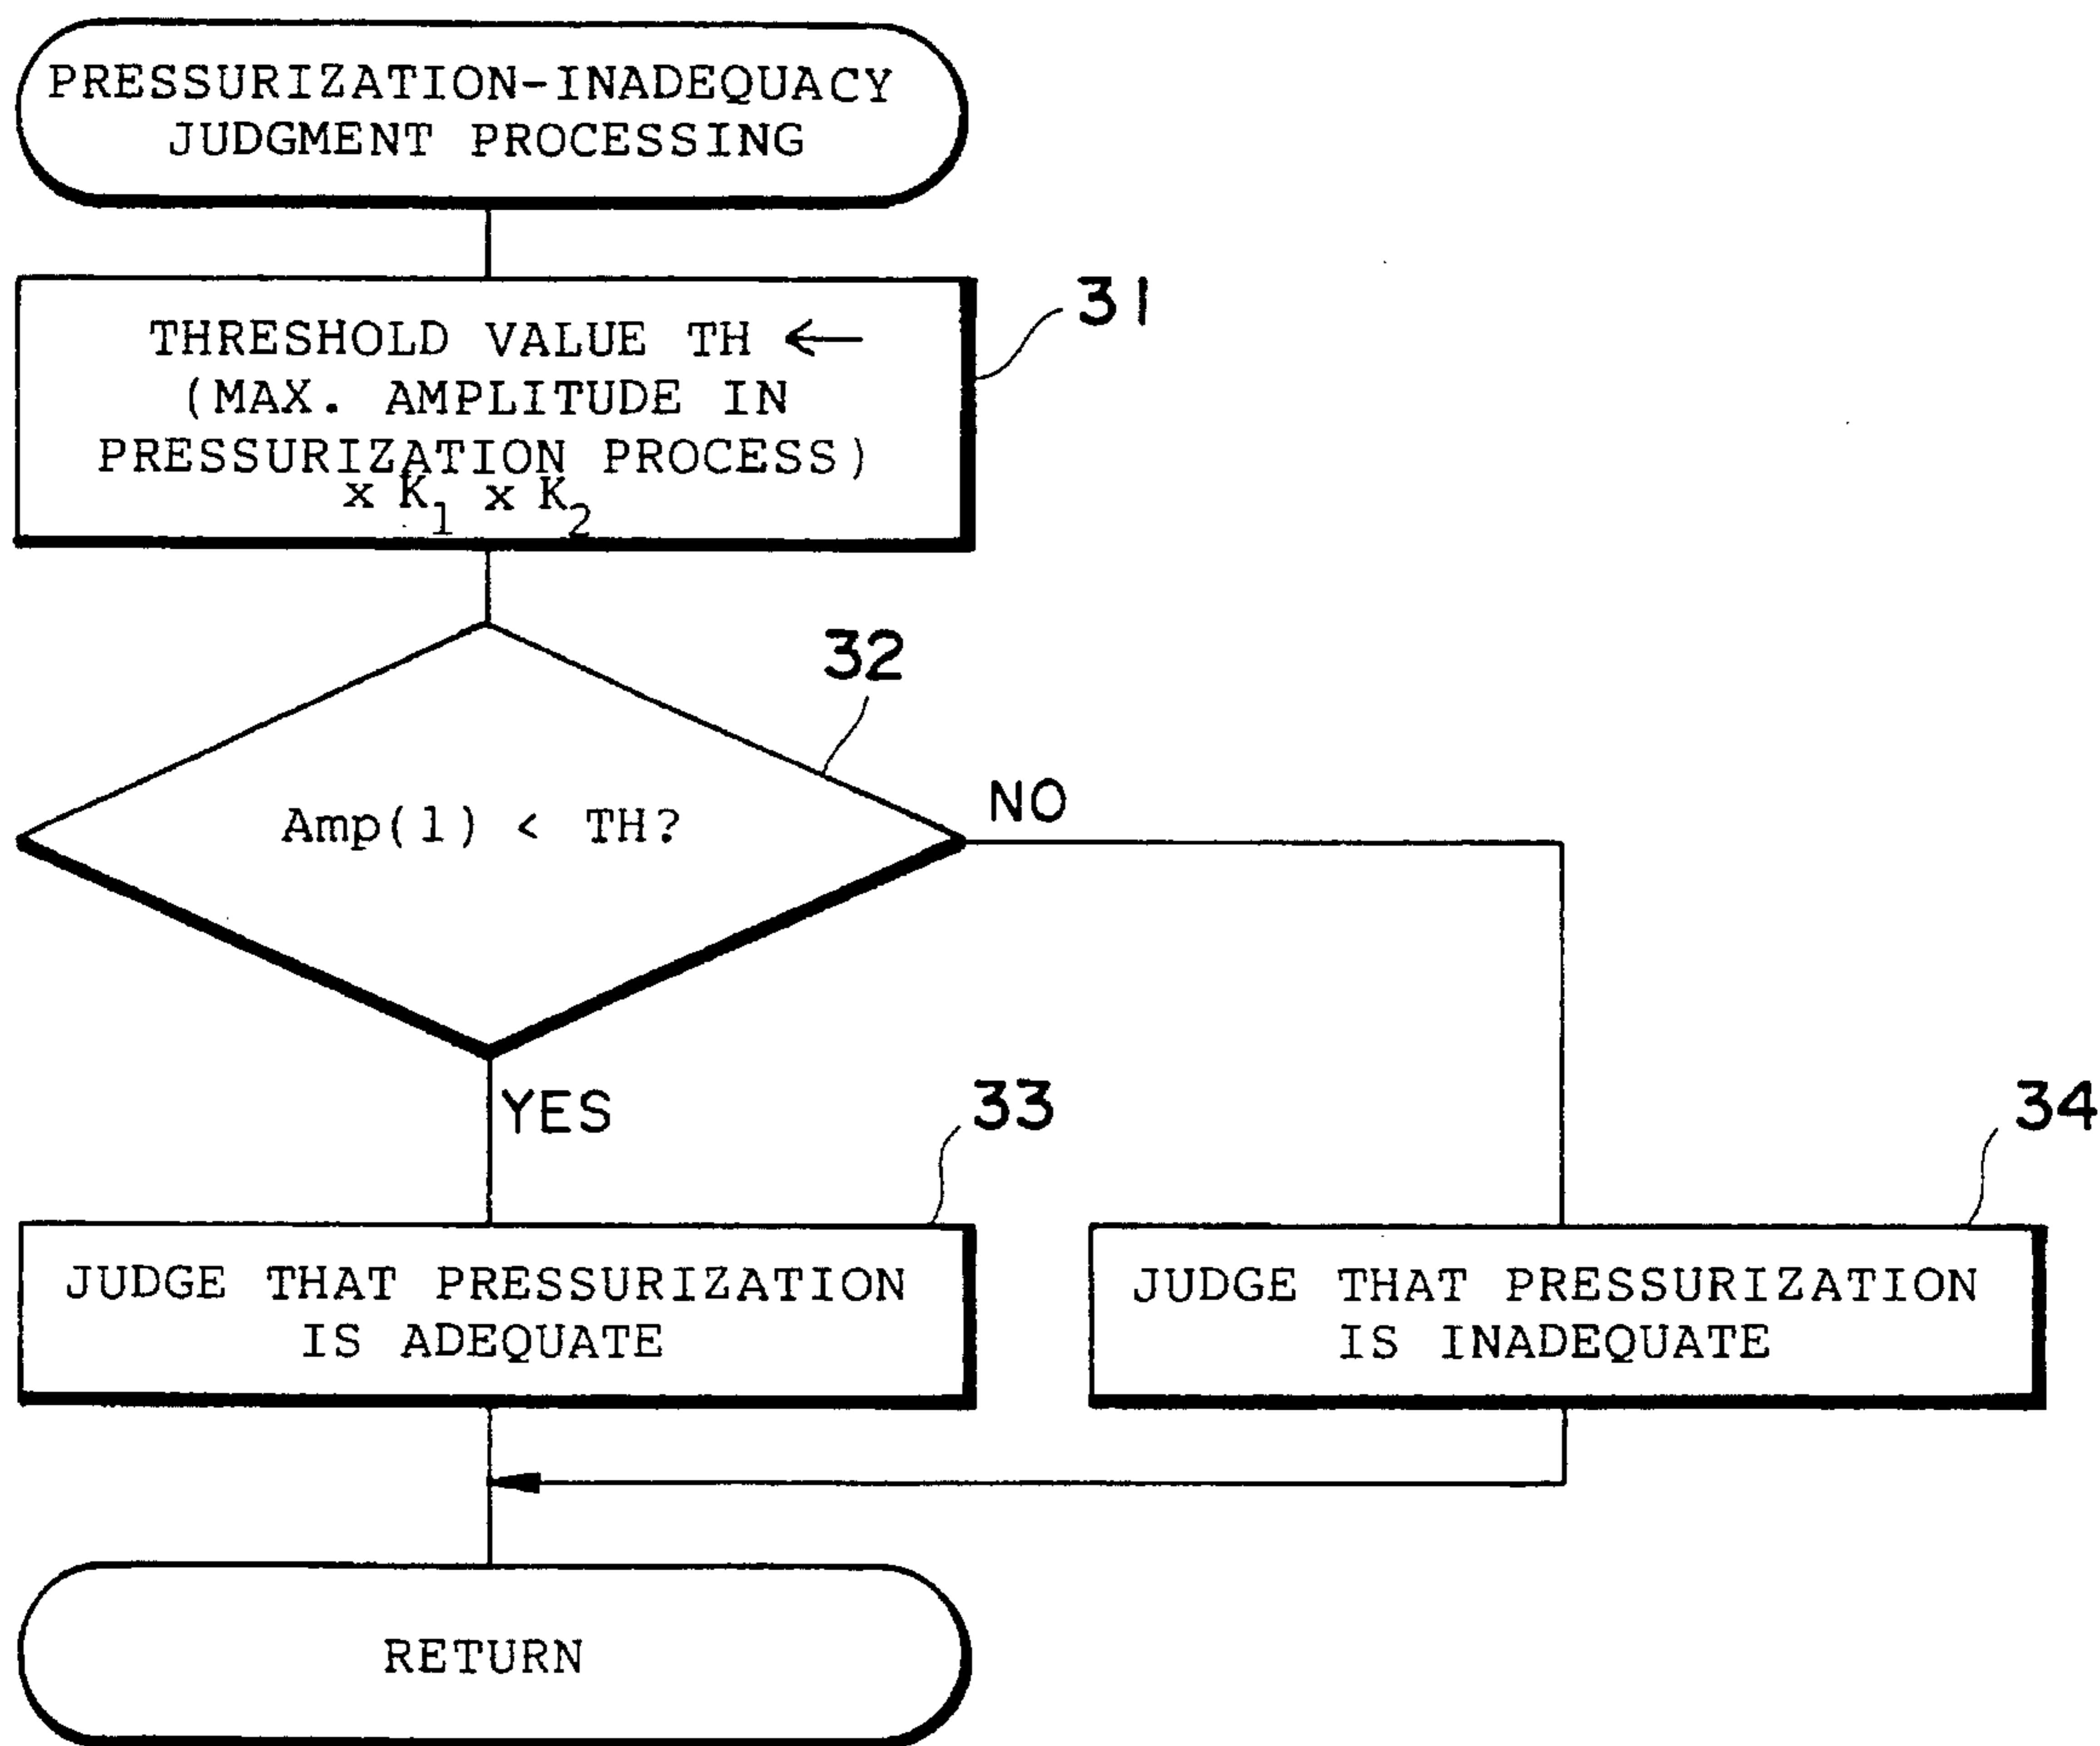 PRESSURIZATION-INADEQUACY
JUDGMENT PROCESSING
31
THRESHOLD VALUE TH ←
(MAX. AMPLITUDE IN
PRESSURIZATION PROCESS)
x K₁ x K₂
32
Amp(1) < TH?
NO
YES
33
34
JUDGE THAT PRESSURIZATION
IS ADEQUATE
JUDGE THAT PRESSURIZATION
IS INADEQUATE
RETURN